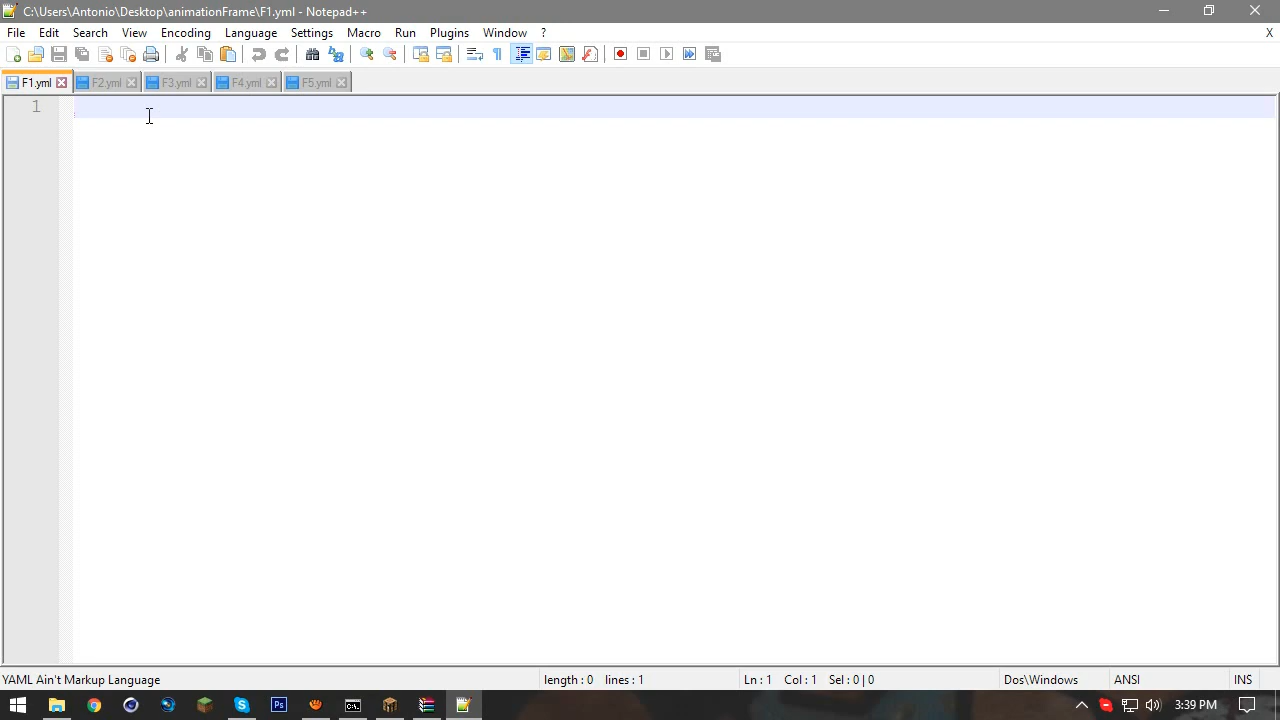 C:\Users\Antonio\Desktop\animationFrame\F1.yml - Notepad++
File Edit Search View Encoding Language Settings Macro Run Plugins Window ? X
F1.yml F2.yml F3.yml F4.yml F5.yml
1
YAML Ain't Markup Language length : 0 lines : 1 Ln : 1 Col : 1 Sel : 0 | 0 Dos\Windows ANSI INS
Ps 3:39 PM